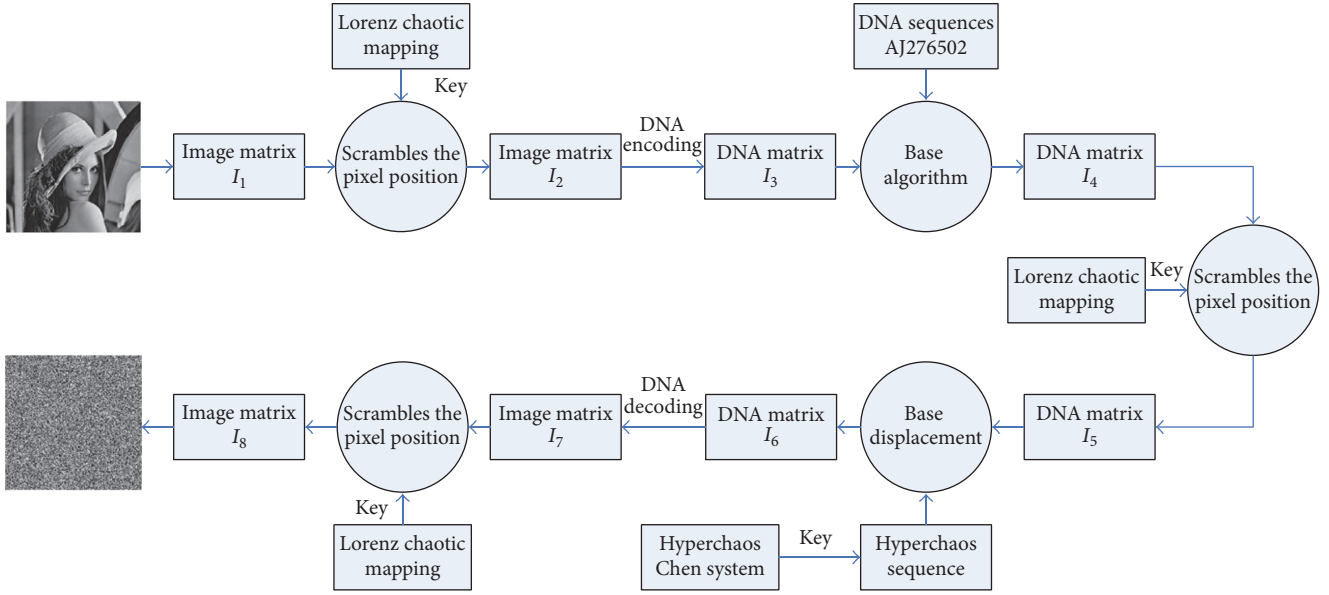 Lorenz chaotic
mapping
Key
DNA sequences
AJ276502
Image matrix
I₁
Scrambles the
pixel position
Image matrix
I₂
DNA
encoding
DNA matrix
I₃
Base
algorithm
DNA matrix
I₄
Lorenz chaotic
mapping
Key
Scrambles the
pixel position
Image matrix
I₈
Scrambles the
pixel position
Image matrix
I₇
DNA
decoding
DNA matrix
I₆
Base
displacement
DNA matrix
I₅
Key
Lorenz chaotic
mapping
Hyperchaos
Chen system
Key
Hyperchaos
sequence